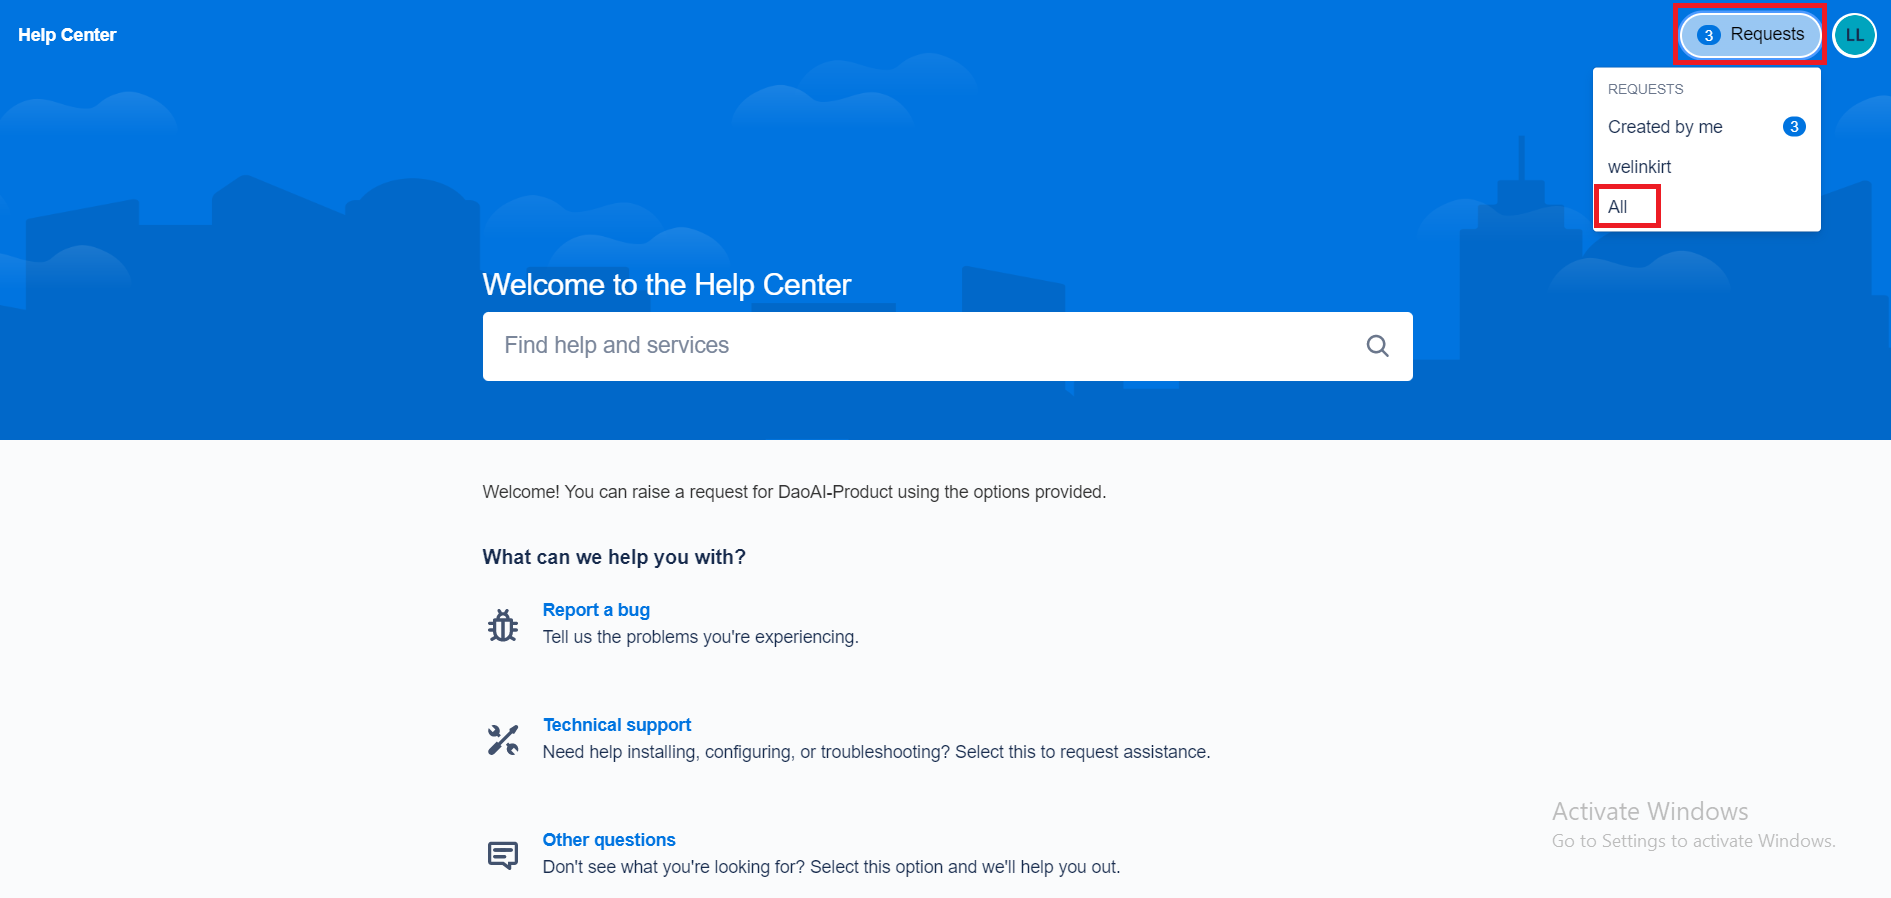 Help Center
3 Requests
LL
REQUESTS
Created by me 3
welinkirt
All
Welcome to the Help Center
Find help and services
Welcome! You can raise a request for DaoAI-Product using the options provided.
What can we help you with?
Report a bug
Tell us the problems you're experiencing.
Technical support
Need help installing, configuring, or troubleshooting? Select this to request assistance.
Other questions
Don't see what you're looking for? Select this option and we'll help you out.
Activate Windows
Go to Settings to activate Windows.